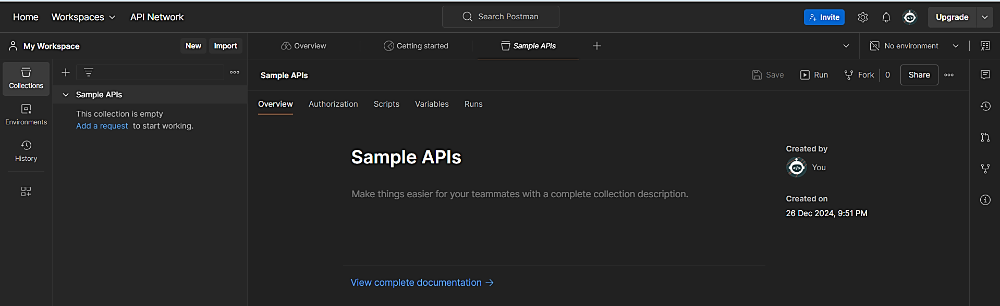 Home Workspaces API Network Search Postman Invite Upgrade
My Workspace New Import Overview Getting started Sample APIs No environment
Collections
Environments
History
Sample APIs
This collection is empty
Add a request to start working.
Sample APIs Save Run Fork 0 Share
Overview Authorization Scripts Variables Runs
Sample APIs
Make things easier for your teammates with a complete collection description.
View complete documentation →
Created by
You
Created on
26 Dec 2024, 9:51 PM